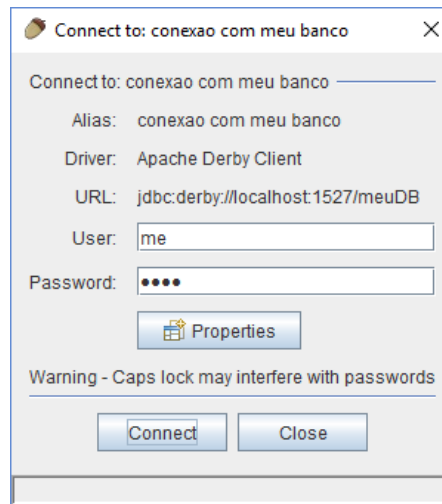 Connect to: conexao com meu banco
Connect to: conexao com meu banco
Alias: conexao com meu banco
Driver: Apache Derby Client
URL: jdbc:derby://localhost:1527/meuDB
User: me
Password: ••••
Properties
Warning - Caps lock may interfere with passwords
Connect Close